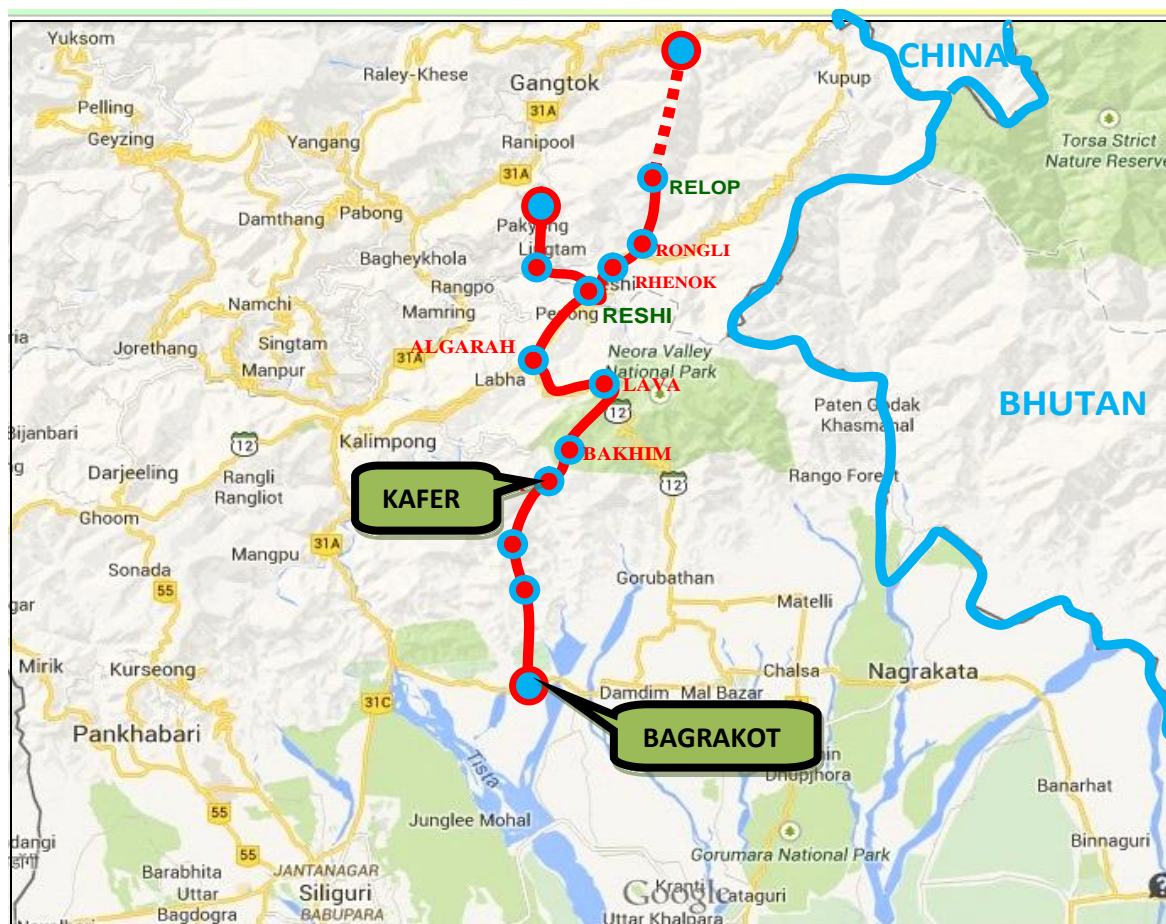 Yuksom
CHINA
Raley-Khese
Gangtok
Kupup
Pelling
31A
Geyzing
Yangang
Ranipool
Torsa Strict
Nature Reserve
31A
RELOP
Damthang
Pabong
Pakyong
Lingtam
RONGLI
Bagheykhola
RHENOK
Rangpo
Namchi
Mamring
RESHI
Singtam
Jorethang
ALGARAH
Neora Valley
National Park
31A
Manpur
Labha
LAVA
BHUTAN
Paten Godak
Khasmahal
12
Bijanbari
12
Kalimpong
BAKHIM
Darjeeling
Rangli
Rangliot
Rango Forest
12
KAFER
Ghoom
31A
Mangpu
Sonada
Gorubathan
55
Matelli
Mirik
Kurseong
Chalsa
Nagrakata
31C
Damdim
Mal Bazar
Pankhabari
BAGRAKOT
Tista
Dhupjhora
Banarhat
55
Junglee Mohal
Binnaguri
55
Gorumara National Park
Barabhita
JANTANAGAR
Uttar
Bagdogra
Siliguri
BABUPARA
Google
Kranti
Uttar Khalpara